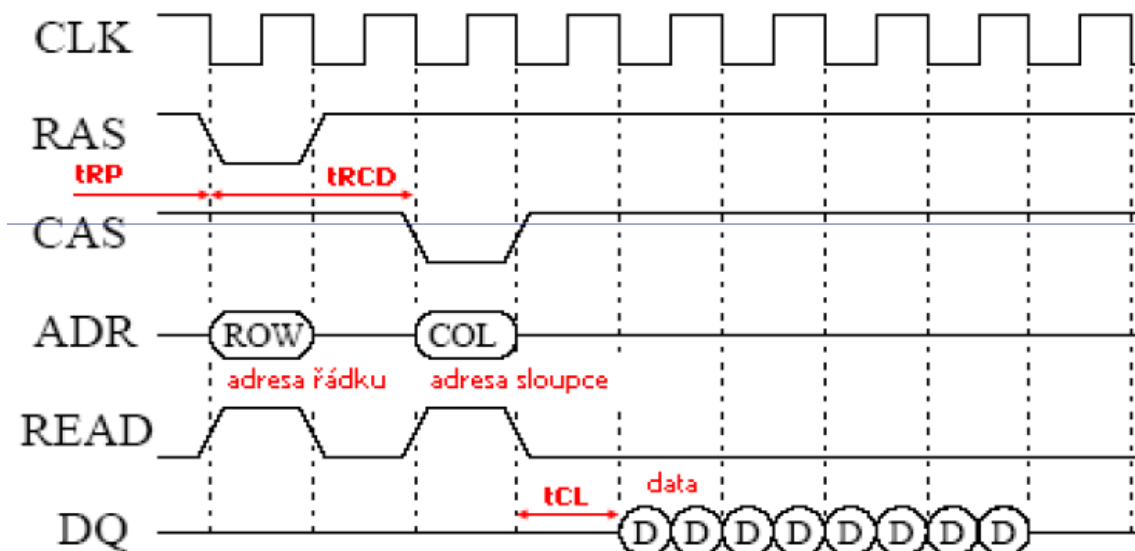 CLK
RAS
tRP tRCD
CAS
ADR ROW COL
adresa řádku adresa sloupce
READ
tCL data
DQ D D D D D D D D